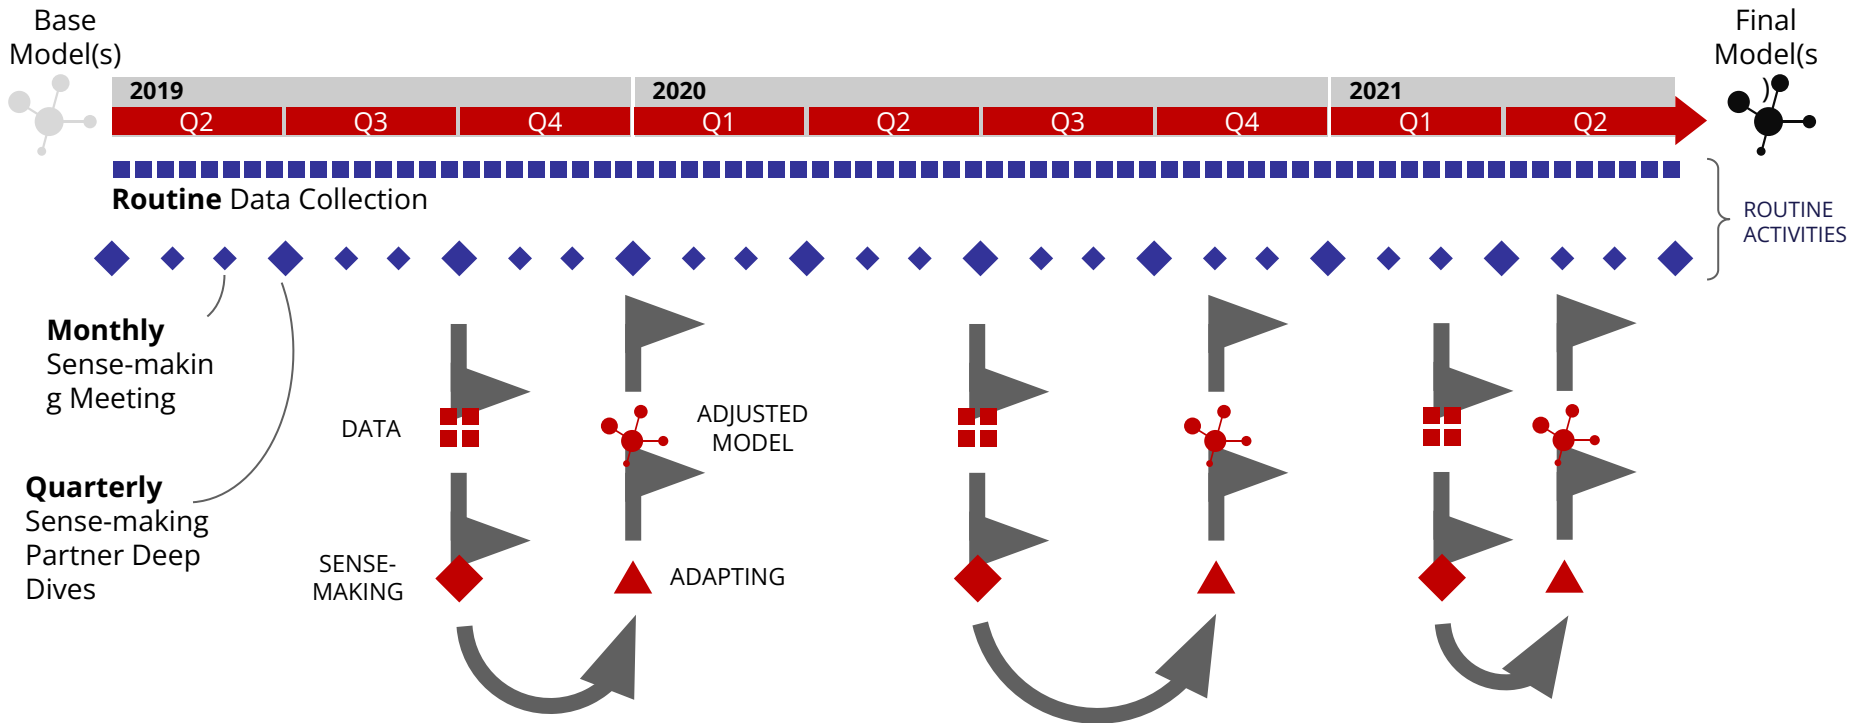 Base
Model(s)
Final
Model(s
)
2019
2020
2021
Q2
Q3
Q4
Q1
Q2
Q3
Q4
Q1
Q2
Routine Data Collection
ROUTINE
ACTIVITIES
Monthly
Sense-makin
g Meeting
Quarterly
Sense-making
Partner Deep
Dives
DATA
ADJUSTED
MODEL
SENSE-
MAKING
ADAPTING